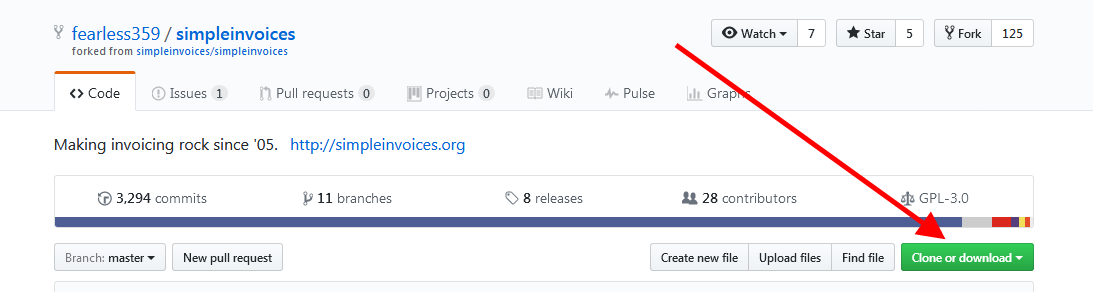 fearless359 / simpleinvoices
forked from simpleinvoices/simpleinvoices
Watch 7 Star 5 Fork 125
Code Issues 1 Pull requests 0 Projects 0 Wiki Pulse Graphs
Making invoicing rock since '05. http://simpleinvoices.org
3,294 commits 11 branches 8 releases 28 contributors GPL-3.0
Branch: master New pull request Create new file Upload files Find file Clone or download